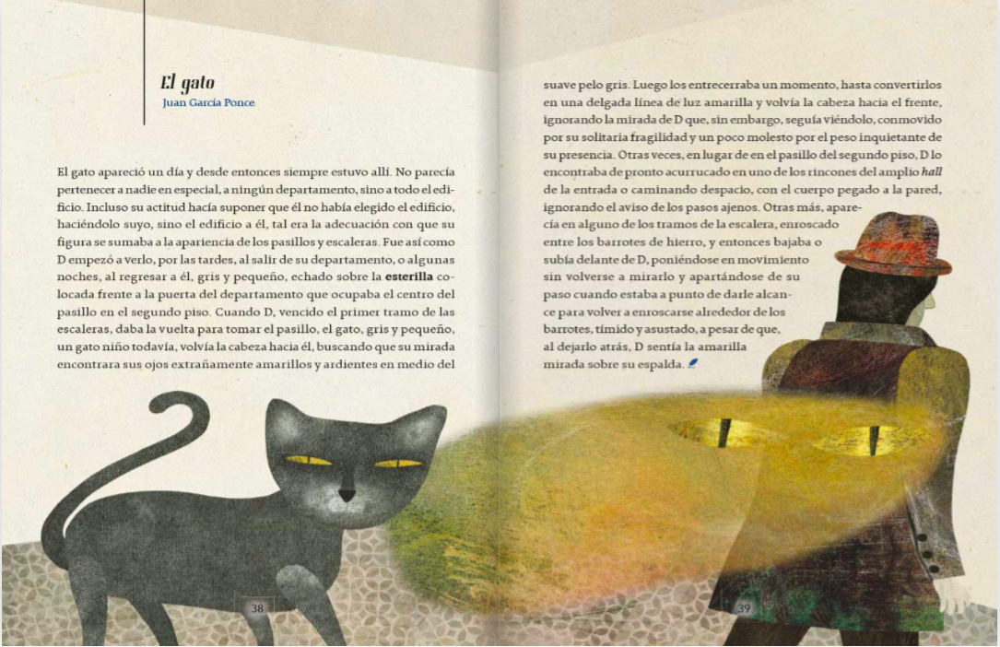 El gato
Juan García Ponce
El gato apareció un día y desde entonces siempre estuvo allí. No parecía
pertenecer a nadie en especial, a ningún departamento, sino a todo el edi-
ficio. Incluso su actitud hacía suponer que él no había elegido el edificio,
haciéndolo suyo, sino el edificio a él, tal era la adecuación con que su
figura se sumaba a la apariencia de los pasillos y escaleras. Fue así como
D empezó a verlo, por las tardes, al salir de su departamento, o algunas
noches, al regresar a él, gris y pequeño, echado sobre la esterilla co-
locada frente a la puerta del departamento que ocupaba el centro del
pasillo en el segundo piso. Cuando D, vencido el primer tramo de las
escaleras, daba la vuelta para tomar el pasillo, el gato, gris y pequeño,
un gato niño todavía, volvía la cabeza hacia él, buscando que su mirada
encontrara sus ojos extrañamente amarillos y ardientes en medio del
38
suave pelo gris. Luego los entrecerraba un momento, hasta convertirlos
en una delgada línea de luz amarilla y volvía la cabeza hacia el frente,
ignorando la mirada de D que, sin embargo, seguía viéndolo, conmovido
por su solitaria fragilidad y un poco molesto por el peso inquietante de
su presencia. Otras veces, en lugar de en el pasillo del segundo piso, D lo
encontraba de pronto acurrucado en uno de los rincones del amplio hall
de la entrada o caminando despacio, con el cuerpo pegado a la pared,
ignorando el aviso de los pasos ajenos. Otras más, apare-
cía en alguno de los tramos de la escalera, enroscado
entre los barrotes de hierro, y entonces bajaba o
subía delante de D, poniéndose en movimiento
sin volverse a mirarlo y apartándose de su
paso cuando estaba a punto de darle alcan-
ce para volver a enroscarse alrededor de los
barrotes, tímido y asustado, a pesar de que,
al dejarlo atrás, D sentía la amarilla
mirada sobre su espalda.
39